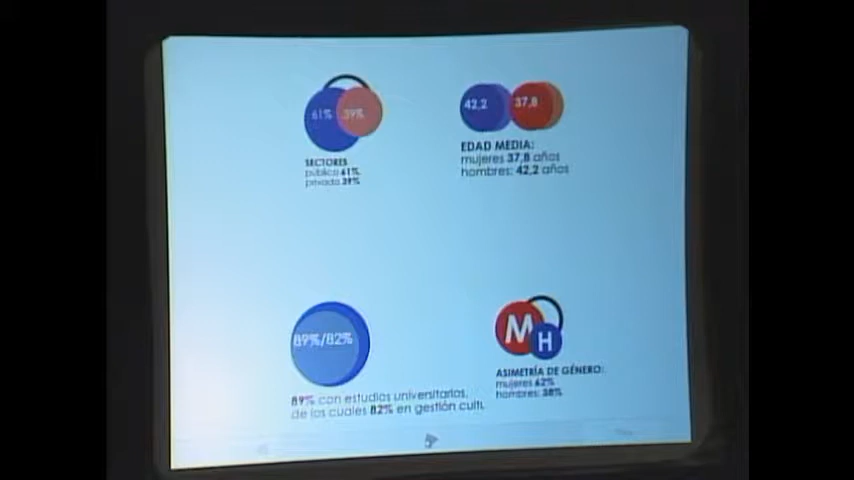 61% 39%
SECTORES
público 61%
privado 39%
42,2 37,8
EDAD MEDIA:
mujeres 37,8 años
hombres: 42,2 años
89%/82%
89% con estudios universitarios,
de los cuales 82% en gestión cult.
M H
ASIMETRÍA DE GÉNERO:
mujeres 62%
hombres: 38%